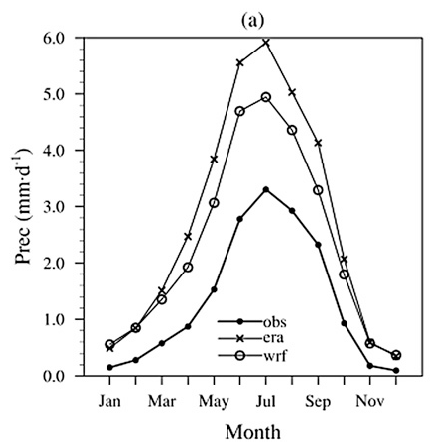 (a)
6.0
5.0
4.0
3.0
2.0
1.0
0.0
Prec (mm·d⁻¹)
obs
era
wrf
Jan Mar May Jul Sep Nov
Month